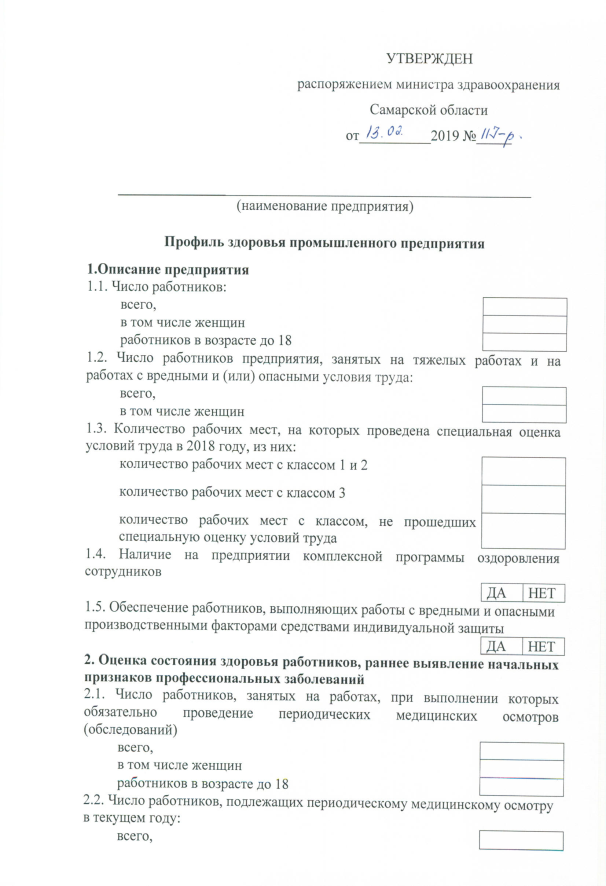 УТВЕРЖДЕН
распоряжением министра здравоохранения
Самарской области
от 13.02. 2019 № 117-р.
(наименование предприятия)
Профиль здоровья промышленного предприятия
1.Описание предприятия
1.1. Число работников:
всего,
в том числе женщин
работников в возрасте до 18
1.2. Число работников предприятия, занятых на тяжелых работах и на
работах с вредными и (или) опасными условия труда:
всего,
в том числе женщин
1.3. Количество рабочих мест, на которых проведена специальная оценка
условий труда в 2018 году, из них:
количество рабочих мест с классом 1 и 2
количество рабочих мест с классом 3
количество рабочих мест с классом, не прошедших
специальную оценку условий труда
1.4. Наличие на предприятии комплексной программы оздоровления
сотрудников
ДА НЕТ
1.5. Обеспечение работников, выполняющих работы с вредными и опасными
производственными факторами средствами индивидуальной защиты
ДА НЕТ
2. Оценка состояния здоровья работников, раннее выявление начальных
признаков профессиональных заболеваний
2.1. Число работников, занятых на работах, при выполнении которых
обязательно проведение периодических медицинских осмотров
(обследований)
всего,
в том числе женщин
работников в возрасте до 18
2.2. Число работников, подлежащих периодическому медицинскому осмотру
в текущем году:
всего,